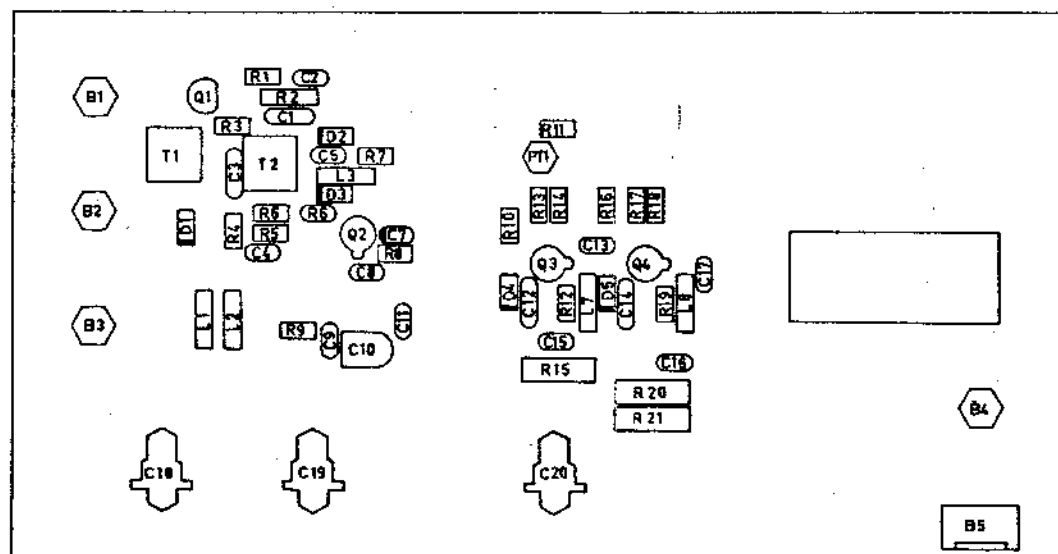 R1 C2
B1 Q1 R2
C1
R3 D2 R11
T1 T2 C5 R7 PT1
C3 L3
D3 R13 R14 R16 R17 R18
B2 R6 R6 R10
D1 R4 R5 Q2 C7
C4 R8 C13
C8 Q3 Q4 C17
D4 C12 R12 L7 D5 C14 R19 L8
B3 L1 L2 R9 C9 C10 C11
C15
R15 C16
R20
R21 B4
C18 C19 C20
B5